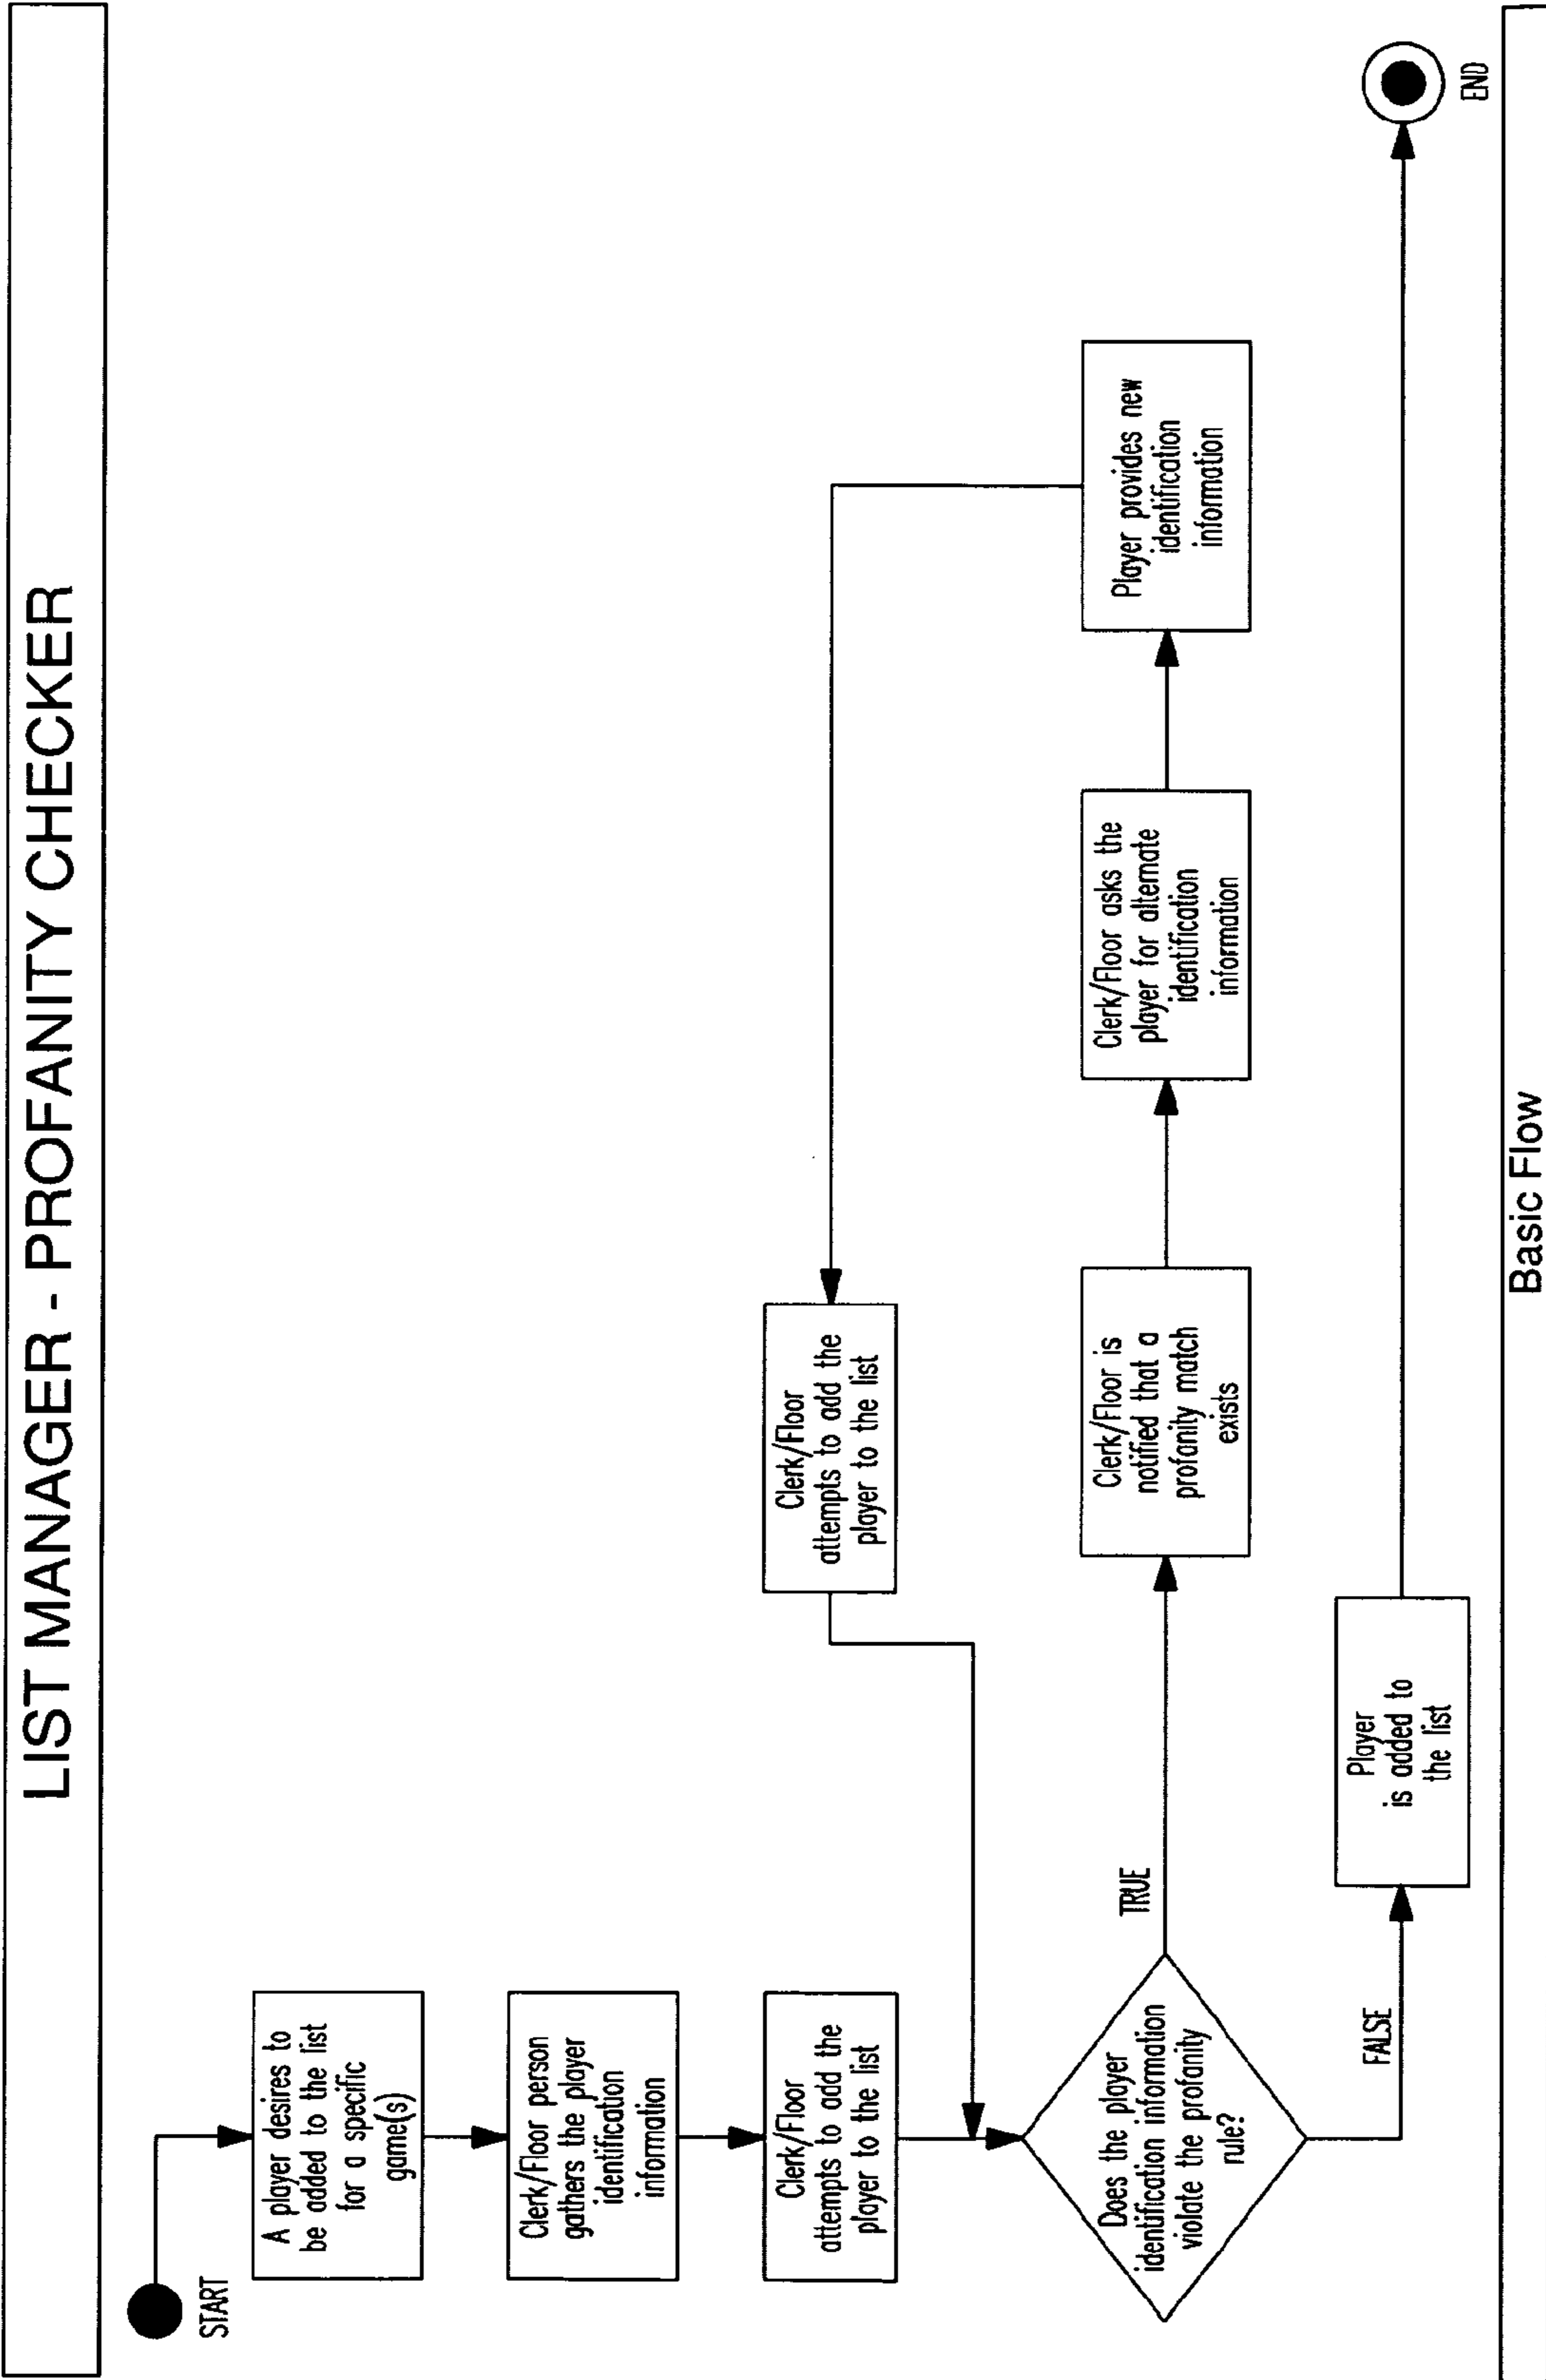 LIST MANAGER - PROFANITY CHECKER
START
A player desires to
be added to the list
for a specific
game(s)
Clerk/Floor person
gathers the player
identification
information
Clerk/Floor
attempts to add the
player to the list
Clerk/Floor
attempts to add the
player to the list
Does the player
identification information
violate the profanity
rule?
TRUE
Clerk/Floor is
notified that a
profanity match
exists
Clerk/Floor asks the
player for alternate
identification
information
Player provides new
identification
information
FALSE
Player
is added to
the list
END
Basic Flow